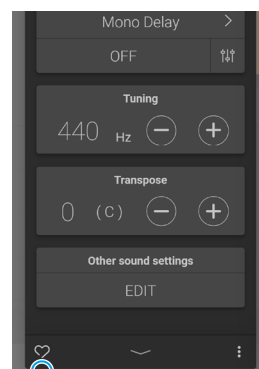 Mono Delay
OFF
Tuning
440 Hz
Transpose
0 (C)
Other sound settings
EDIT